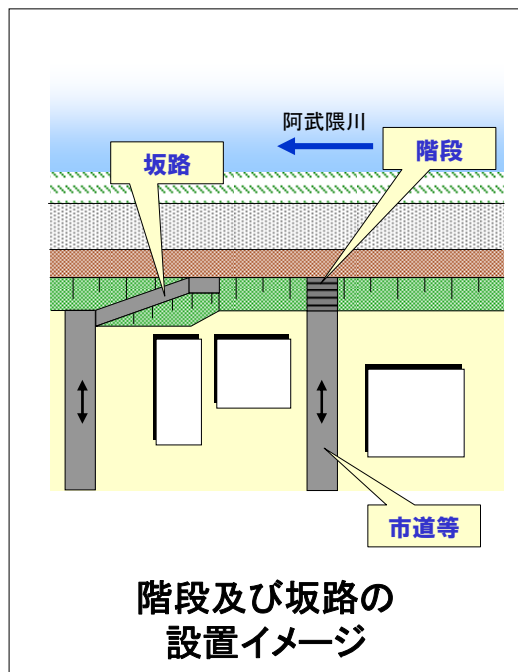 阿武隈川
坂路
階段
市道等
階段及び坂路の
設置イメージ